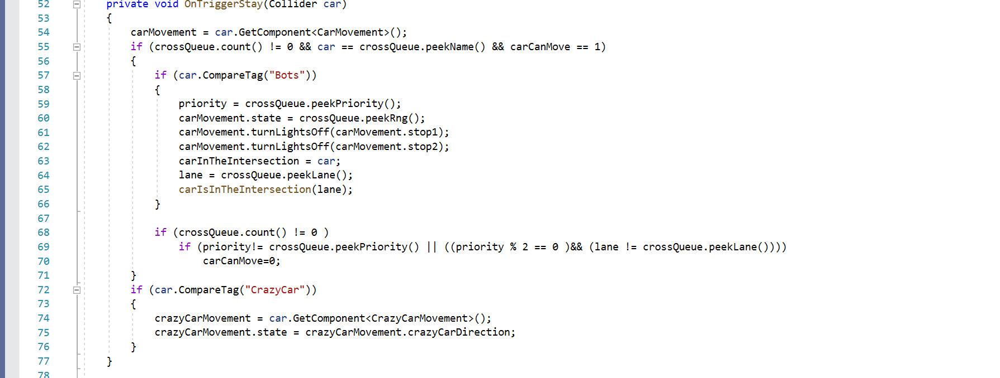 52 private void OnTriggerStay(Collider car)
53 {
54 carMovement = car.GetComponent<CarMovement>();
55 if (crossQueue.count() != 0 && car == crossQueue.peekName() && carCanMove == 1)
56 {
57 if (car.CompareTag("Bots"))
58 {
59 priority = crossQueue.peekPriority();
60 carMovement.state = crossQueue.peekRng();
61 carMovement.turnLightsOff(carMovement.stop1);
62 carMovement.turnLightsOff(carMovement.stop2);
63 carInTheIntersection = car;
64 lane = crossQueue.peekLane();
65 carIsInTheIntersection(lane);
66 }
67
68 if (crossQueue.count() != 0 )
69 if (priority!= crossQueue.peekPriority() || ((priority % 2 == 0 )&& (lane != crossQueue.peekLane())))
70 carCanMove=0;
71 }
72 if (car.CompareTag("CrazyCar"))
73 {
74 crazyCarMovement = car.GetComponent<CrazyCarMovement>();
75 crazyCarMovement.state = crazyCarMovement.crazyCarDirection;
76 }
77 }
78